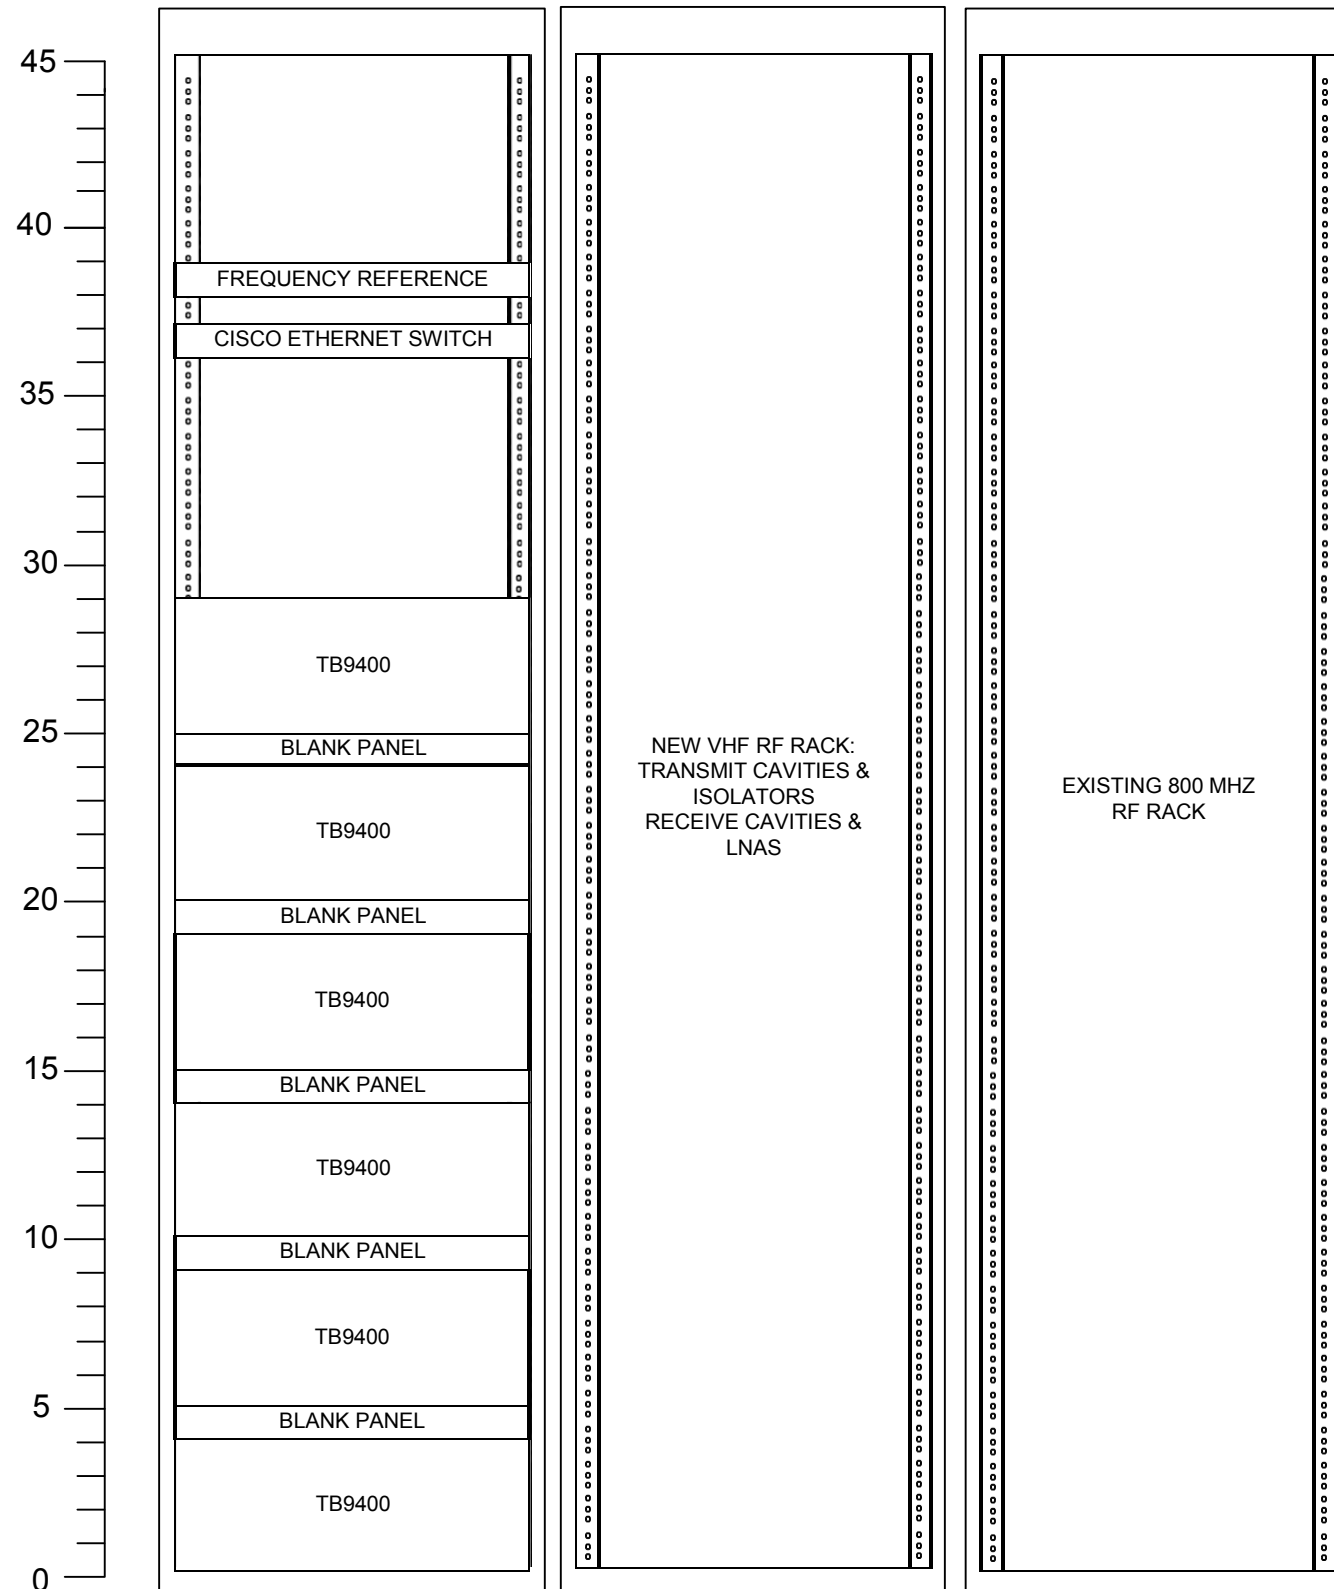 45
40
35
30
25
20
15
10
5
0
FREQUENCY REFERENCE
CISCO ETHERNET SWITCH
TB9400
BLANK PANEL
TB9400
BLANK PANEL
TB9400
BLANK PANEL
TB9400
BLANK PANEL
TB9400
BLANK PANEL
TB9400
NEW VHF RF RACK:
TRANSMIT CAVITIES &
ISOLATORS
RECEIVE CAVITIES &
LNAS
EXISTING 800 MHZ
RF RACK